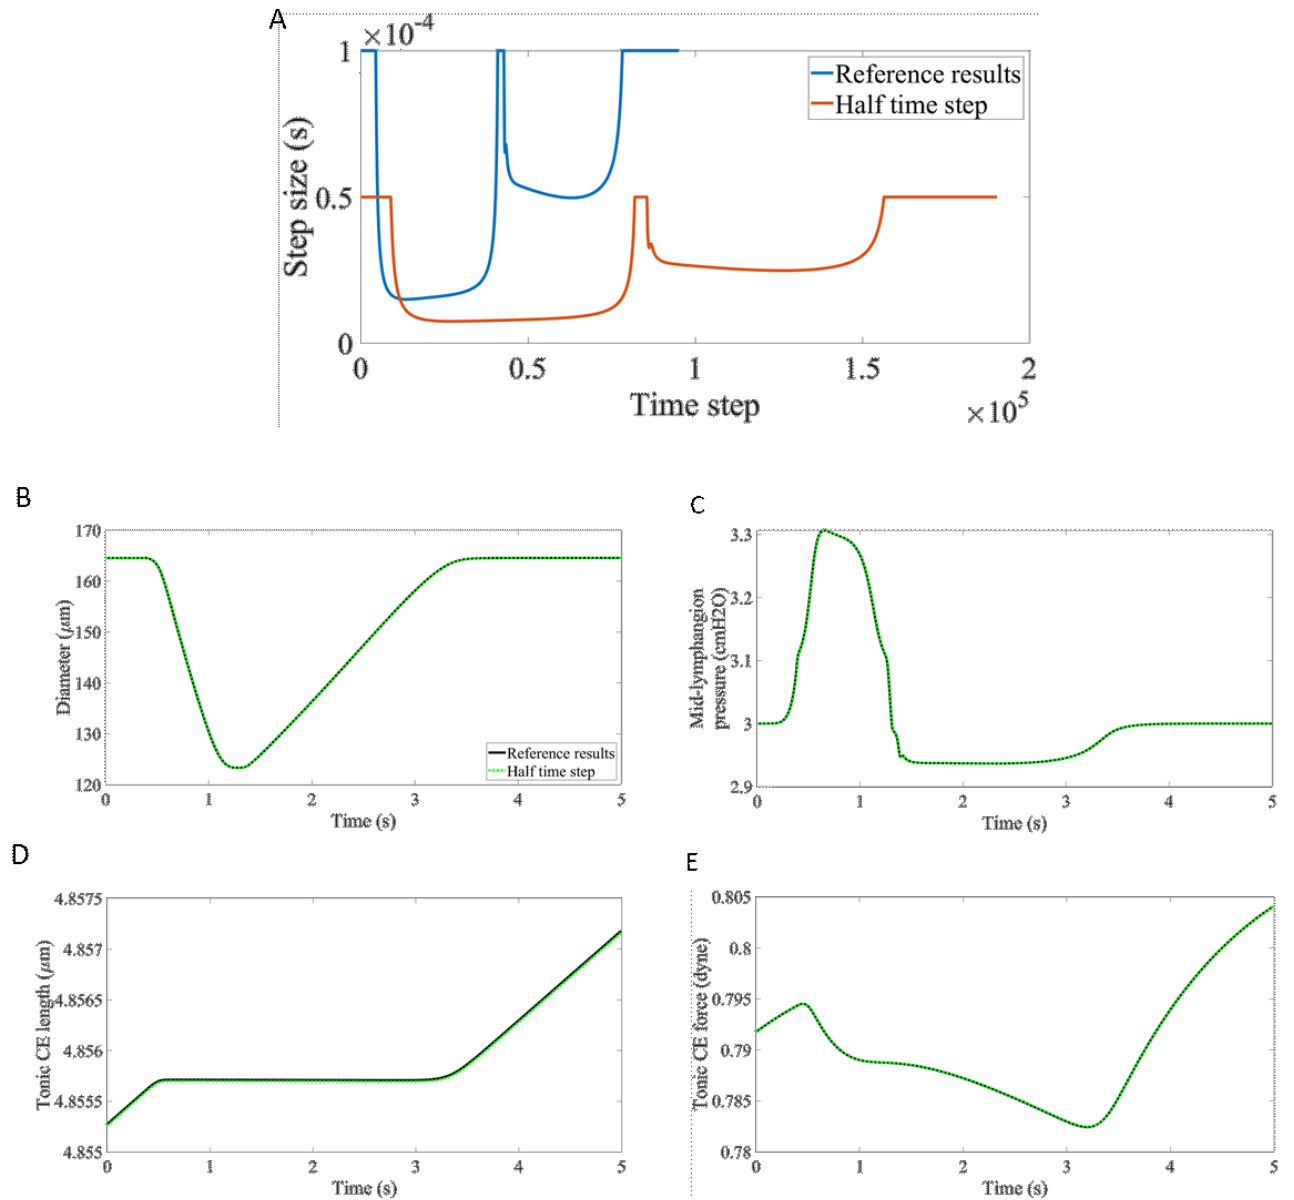 A
×10⁻⁴
1
0.5
0
Step size (s)
Reference results
Half time step
0 0.5 1 1.5 2
Time step
×10⁵
B
170
160
150
140
130
120
Diameter (μm)
Reference results
Half time step
0 1 2 3 4 5
Time (s)
C
3.3
3.2
3.1
3
2.9
Mid-lymphangion
pressure (cmH2O)
0 1 2 3 4 5
Time (s)
D
4.8575
4.857
4.8565
4.856
4.8555
4.855
Tonic CE length (μm)
0 1 2 3 4 5
Time (s)
E
0.805
0.8
0.795
0.79
0.785
0.78
Tonic CE force (dyne)
0 1 2 3 4 5
Time (s)